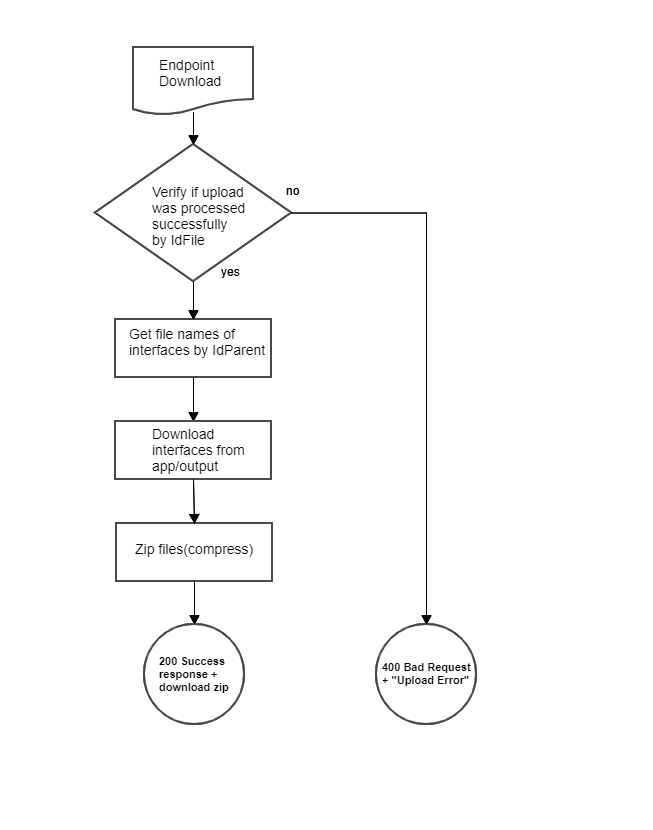 Endpoint
Download
Verify if upload
was processed
successfully
by IdFile
no
yes
Get file names of
interfaces by IdParent
Download
interfaces from
app/output
Zip files(compress)
200 Success
response +
download zip
400 Bad Request
+ "Upload Error"